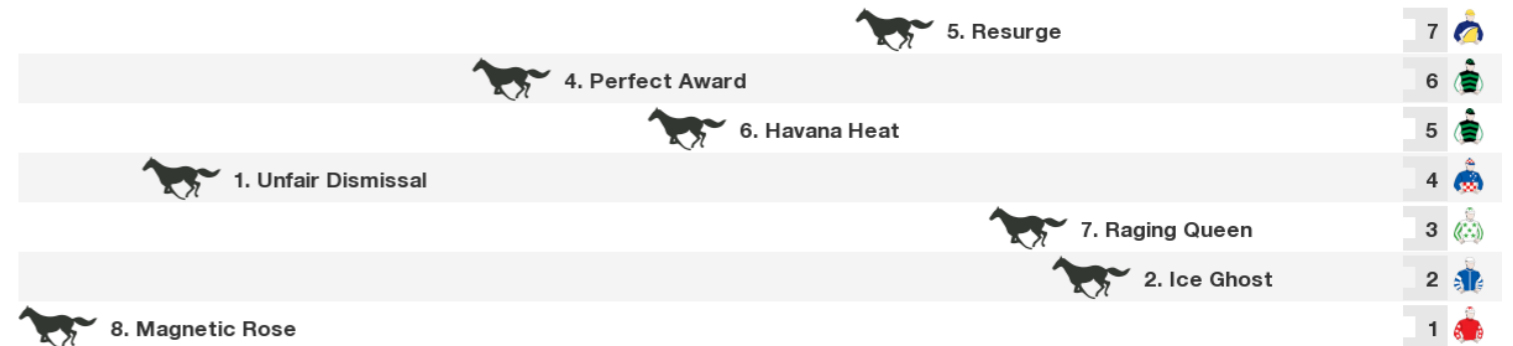 5. Resurge 7
4. Perfect Award 6
6. Havana Heat 5
1. Unfair Dismissal 4
7. Raging Queen 3
2. Ice Ghost 2
8. Magnetic Rose 1